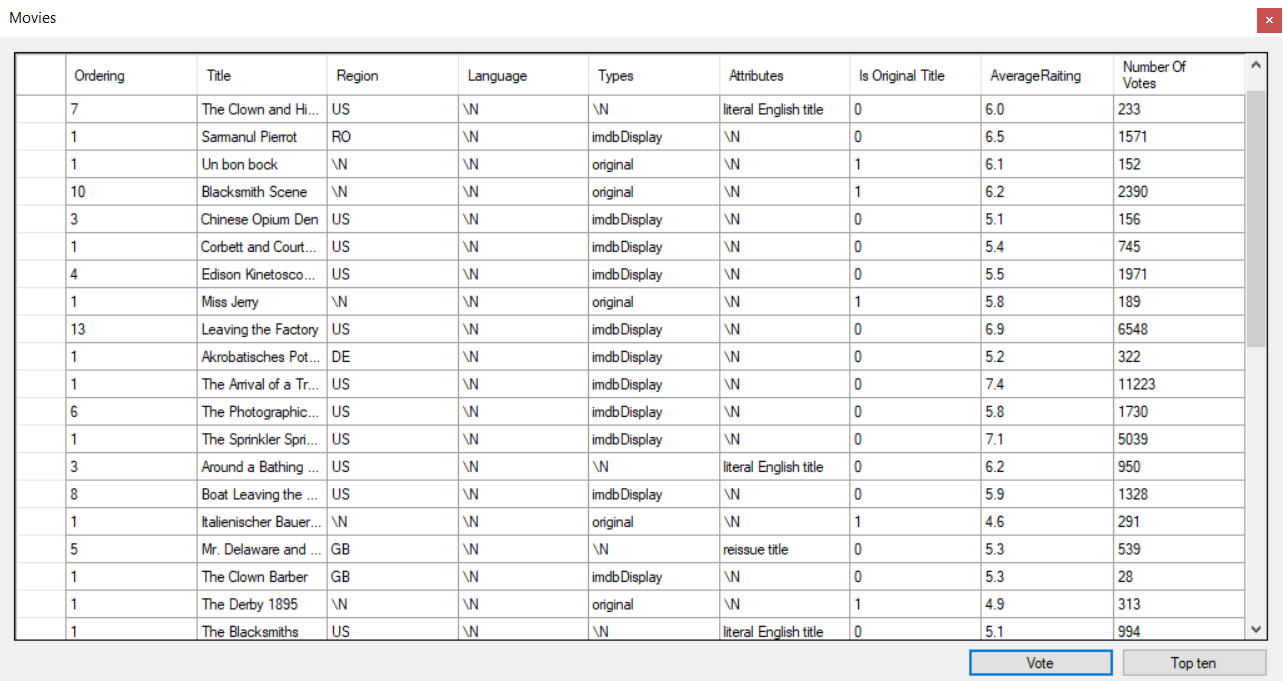 Movies
Ordering Title Region Language Types Attributes Is Original Title AverageRaiting Number Of Votes
7 The Clown and Hi... US \N \N literal English title 0 6.0 233
1 Sarmanul Pierrot RO \N imdbDisplay \N 0 6.5 1571
1 Un bon bock \N \N original \N 1 6.1 152
10 Blacksmith Scene \N \N original \N 1 6.2 2390
3 Chinese Opium Den US \N imdbDisplay \N 0 5.1 156
1 Corbett and Court... US \N imdbDisplay \N 0 5.4 745
4 Edison Kinetosco... US \N imdbDisplay \N 0 5.5 1971
1 Miss Jerry \N \N original \N 1 5.8 189
13 Leaving the Factory US \N imdbDisplay \N 0 6.9 6548
1 Akrobatisches Pot... DE \N imdbDisplay \N 0 5.2 322
1 The Arrival of a Tr... US \N imdbDisplay \N 0 7.4 11223
6 The Photographic... US \N imdbDisplay \N 0 5.8 1730
1 The Sprinkler Spri... US \N imdbDisplay \N 0 7.1 5039
3 Around a Bathing ... US \N \N literal English title 0 6.2 950
8 Boat Leaving the ... US \N imdbDisplay \N 0 5.9 1328
1 Italienischer Bauer... \N \N original \N 1 4.6 291
5 Mr. Delaware and ... GB \N \N reissue title 0 5.3 539
1 The Clown Barber GB \N imdbDisplay \N 0 5.3 28
1 The Derby 1895 \N \N original \N 1 4.9 313
1 The Blacksmiths US \N \N literal English title 0 5.1 994
Vote Top ten